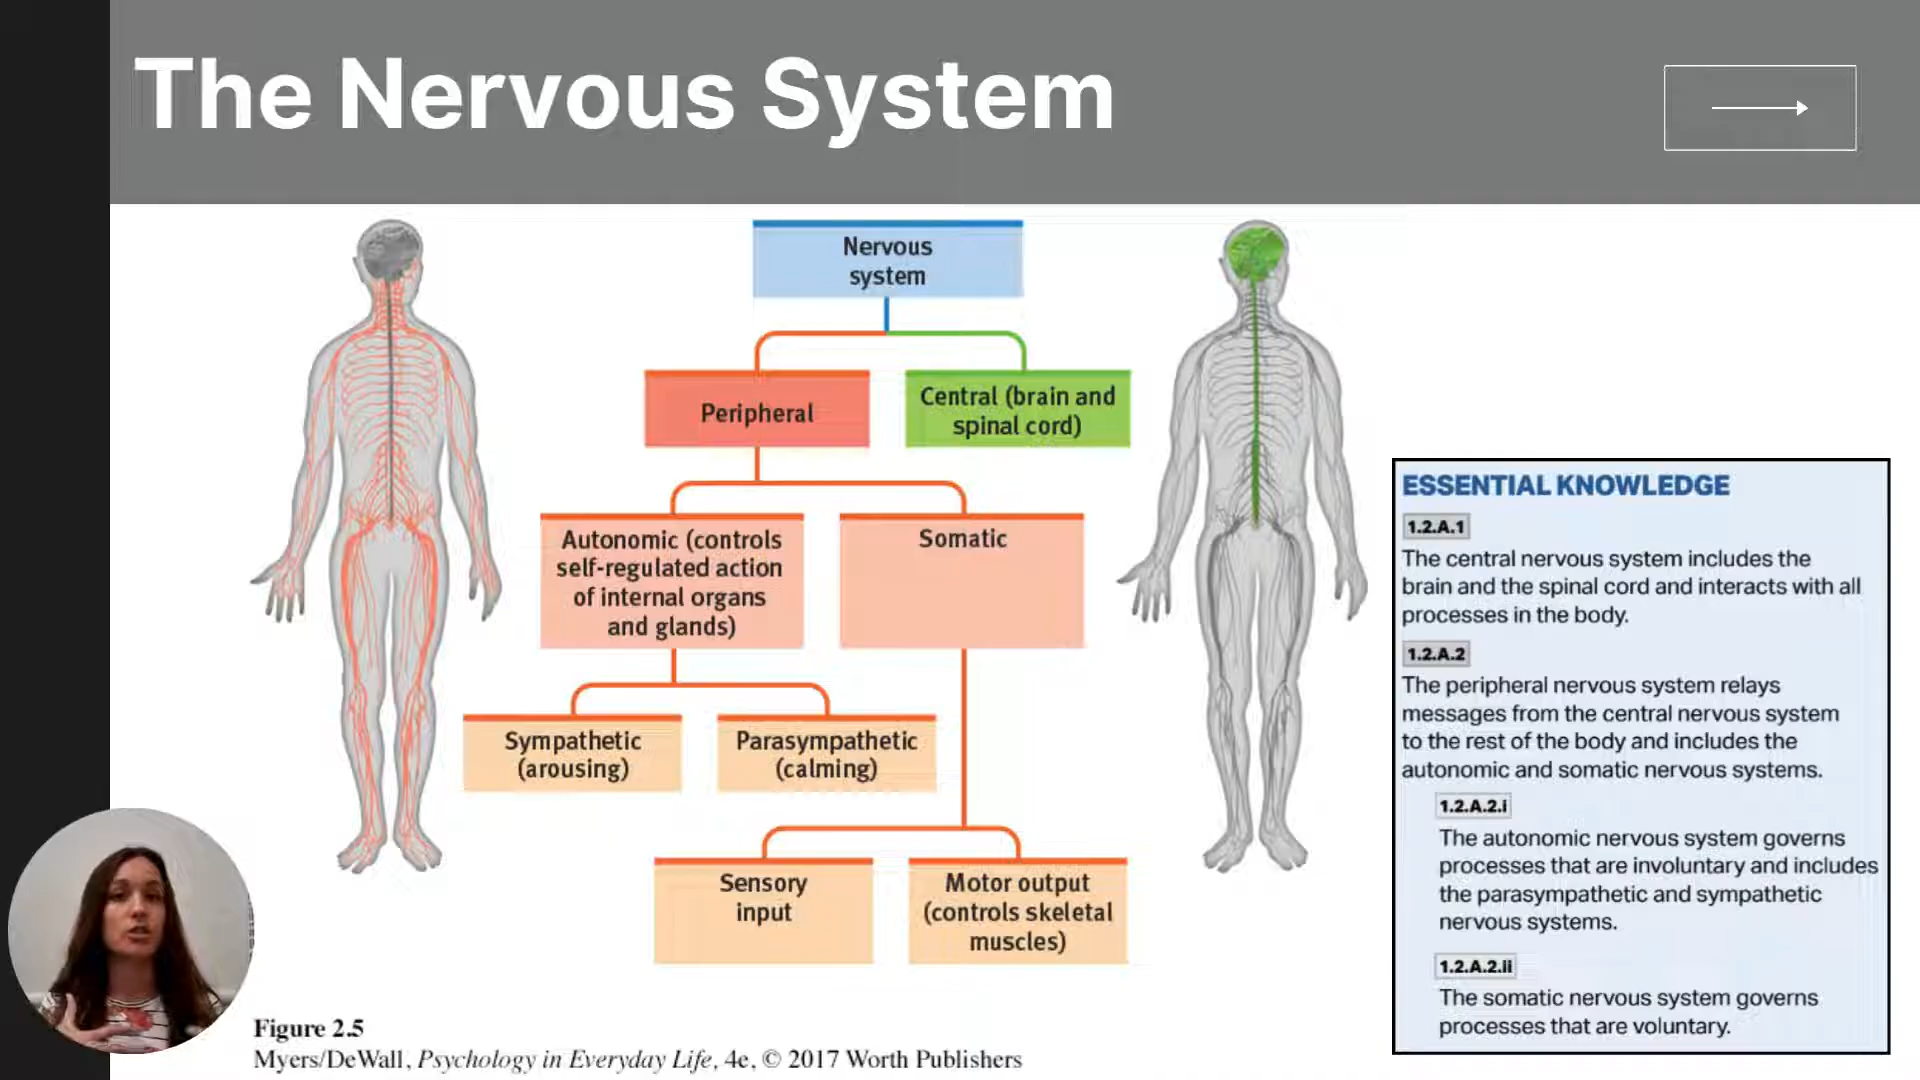 The Nervous System
Nervous
system
Peripheral
Central (brain and
spinal cord)
Autonomic (controls
self-regulated action
of internal organs
and glands)
Somatic
Sympathetic
(arousing)
Parasympathetic
(calming)
Sensory
input
Motor output
(controls skeletal
muscles)
Figure 2.5
Myers/DeWall, Psychology in Everyday Life, 4e, © 2017 Worth Publishers
ESSENTIAL KNOWLEDGE
1.2.A.1
The central nervous system includes the
brain and the spinal cord and interacts with all
processes in the body.
1.2.A.2
The peripheral nervous system relays
messages from the central nervous system
to the rest of the body and includes the
autonomic and somatic nervous systems.
1.2.A.2.i
The autonomic nervous system governs
processes that are involuntary and includes
the parasympathetic and sympathetic
nervous systems.
1.2.A.2.ii
The somatic nervous system governs
processes that are voluntary.